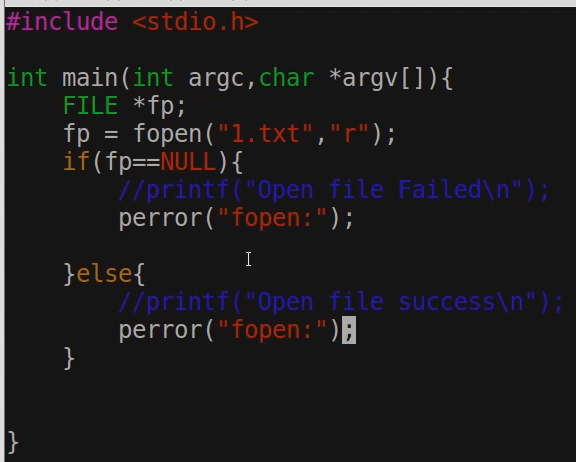 #include <stdio.h>
int main(int argc,char *argv[]){
    FILE *fp;
    fp = fopen("1.txt","r");
    if(fp==NULL){
        //printf("Open file Failed\n");
        perror("fopen:");
    }else{
        //printf("Open file success\n");
        perror("fopen:");
    }
}